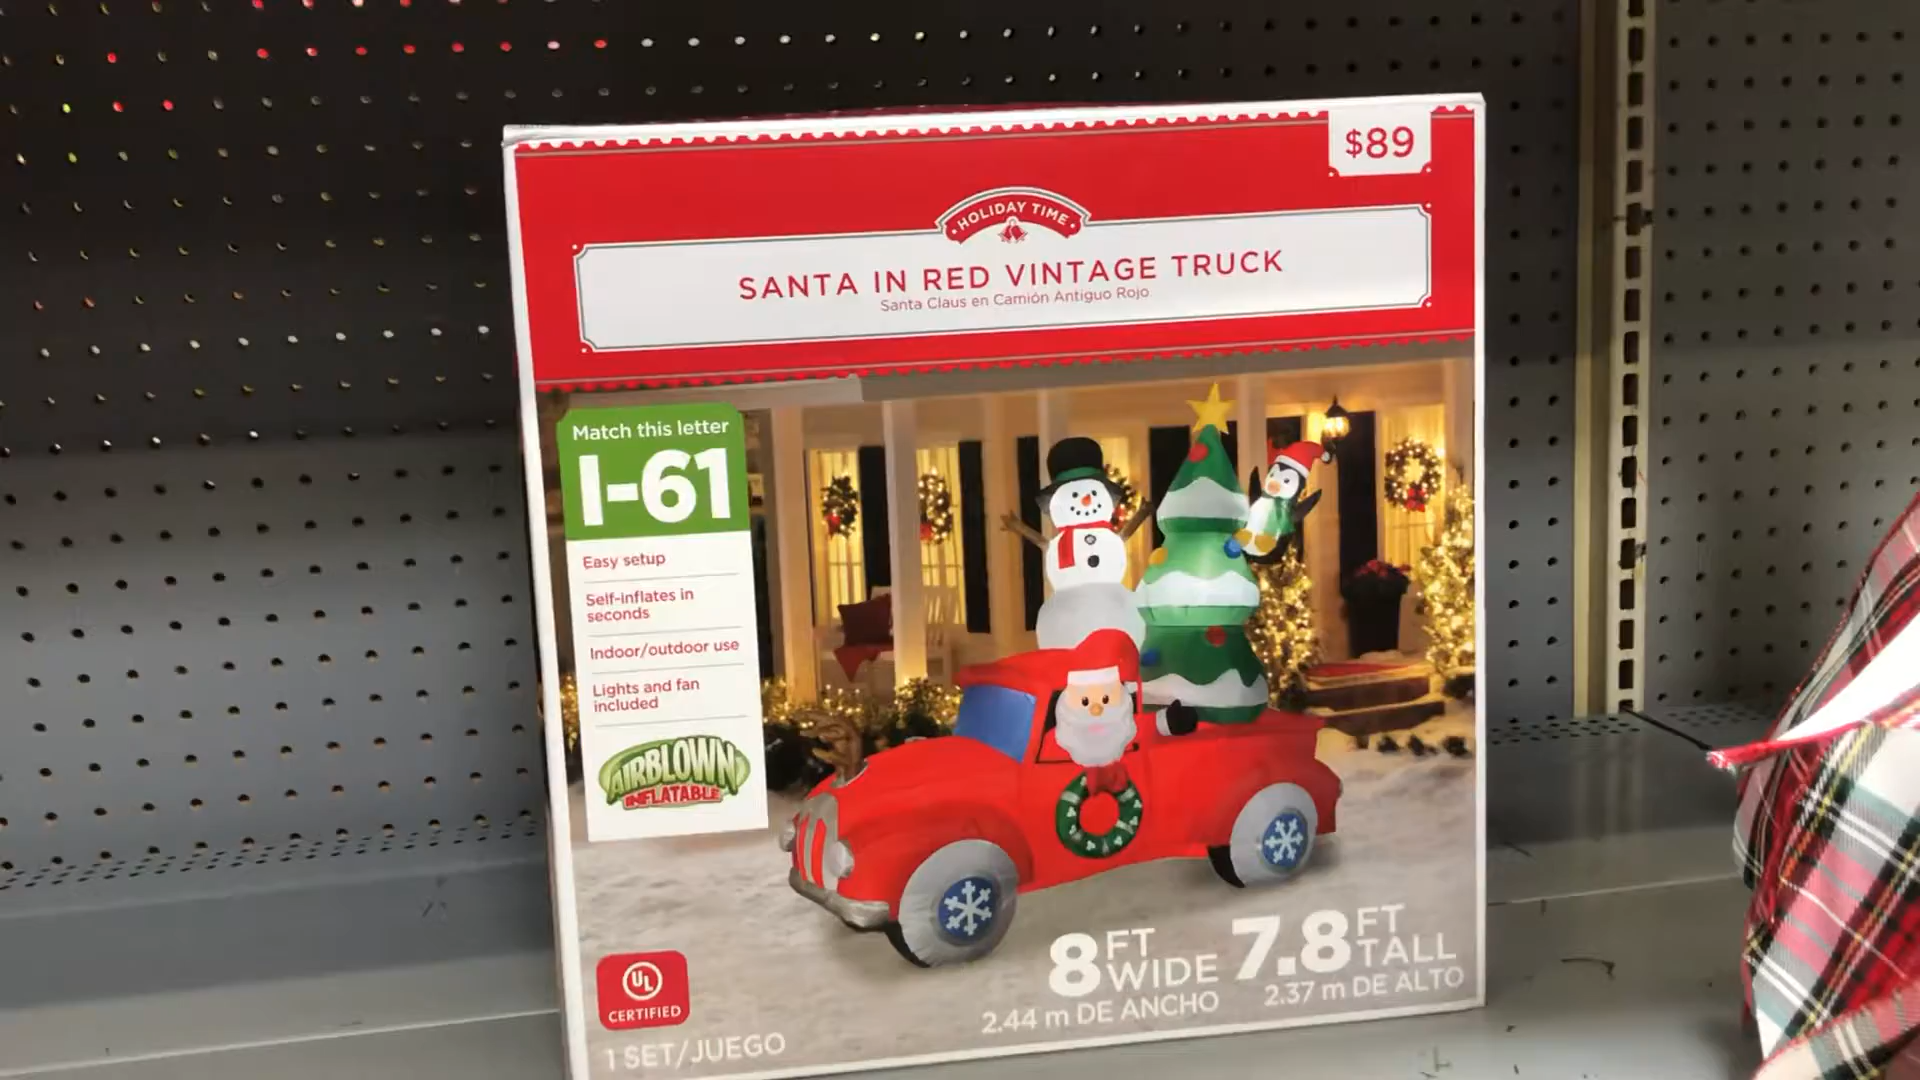 $89
HOLIDAY TIME
SANTA IN RED VINTAGE TRUCK
Santa Claus en Camión Antiguo Rojo
Match this letter
I-61
Easy setup
Self-inflates in
seconds
Indoor/outdoor use
Lights and fan
included
AIRBLOWN
INFLATABLE
8 FT WIDE 7.8 FT TALL
2.44 m DE ANCHO 2.37 m DE ALTO
UL
CERTIFIED
1 SET/JUEGO